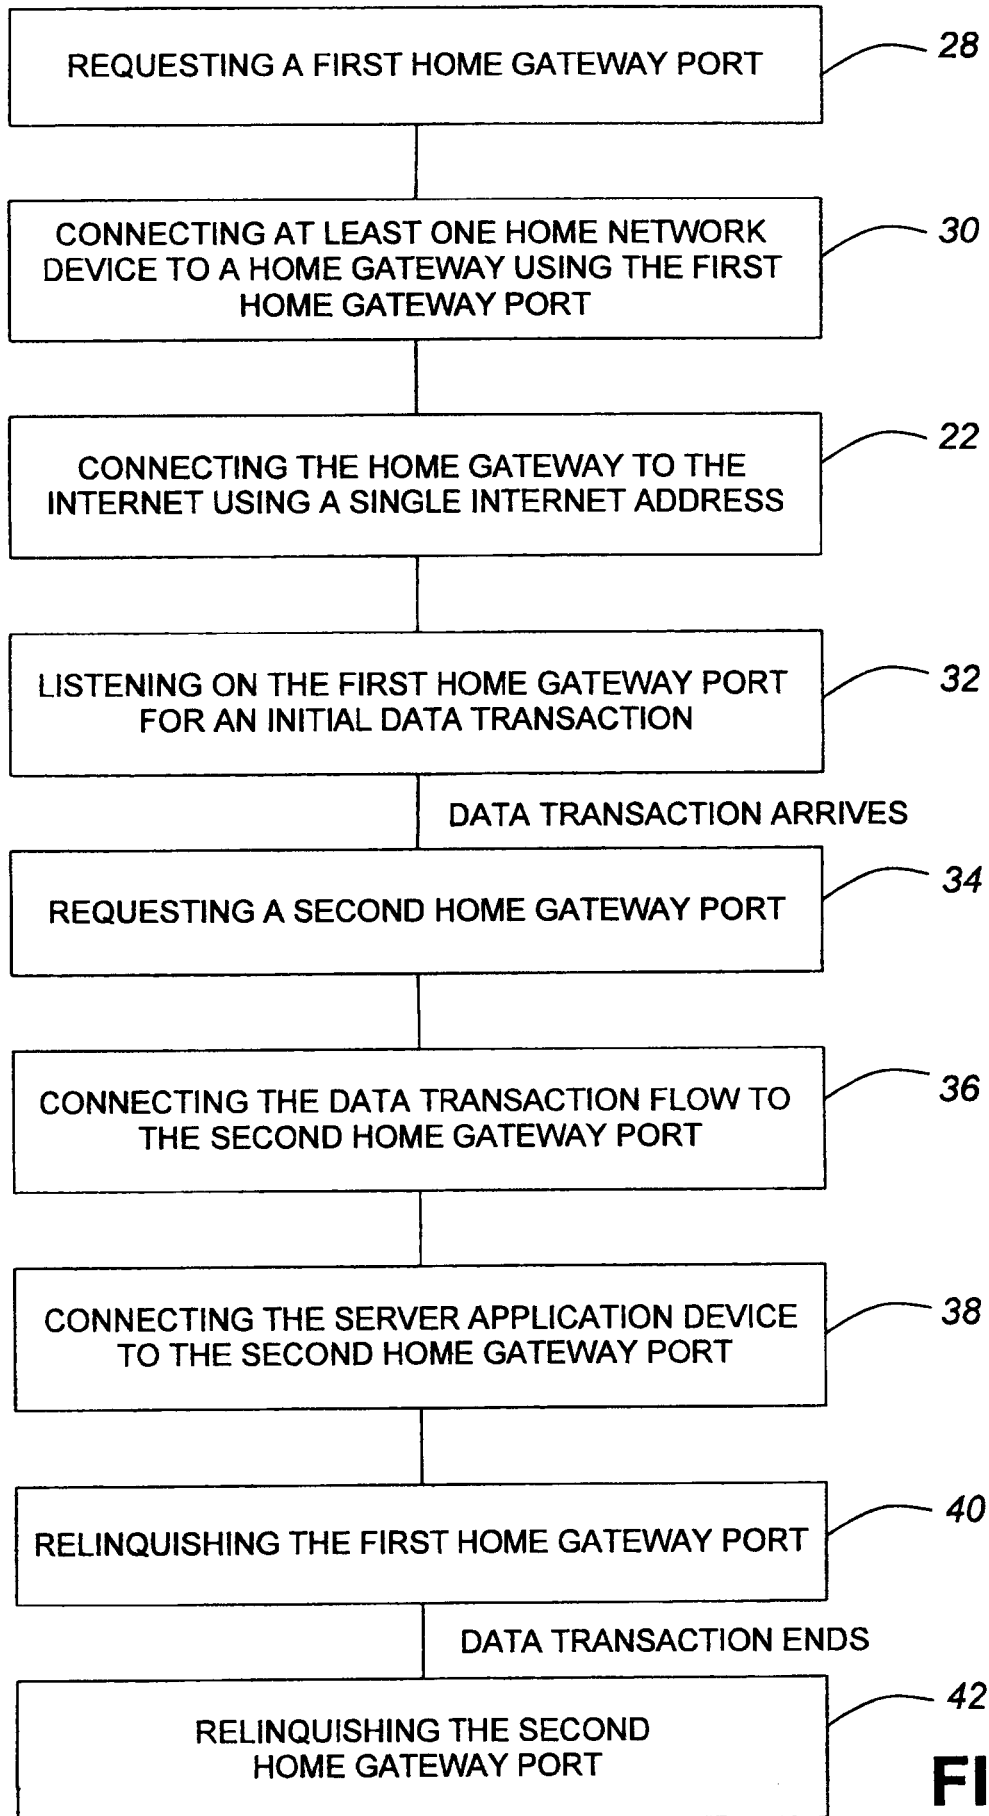 REQUESTING A FIRST HOME GATEWAY PORT
28
CONNECTING AT LEAST ONE HOME NETWORK
DEVICE TO A HOME GATEWAY USING THE FIRST
HOME GATEWAY PORT
30
CONNECTING THE HOME GATEWAY TO THE
INTERNET USING A SINGLE INTERNET ADDRESS
22
LISTENING ON THE FIRST HOME GATEWAY PORT
FOR AN INITIAL DATA TRANSACTION
32
DATA TRANSACTION ARRIVES
REQUESTING A SECOND HOME GATEWAY PORT
34
CONNECTING THE DATA TRANSACTION FLOW TO
THE SECOND HOME GATEWAY PORT
36
CONNECTING THE SERVER APPLICATION DEVICE
TO THE SECOND HOME GATEWAY PORT
38
RELINQUISHING THE FIRST HOME GATEWAY PORT
40
DATA TRANSACTION ENDS
RELINQUISHING THE SECOND
HOME GATEWAY PORT
42
FI